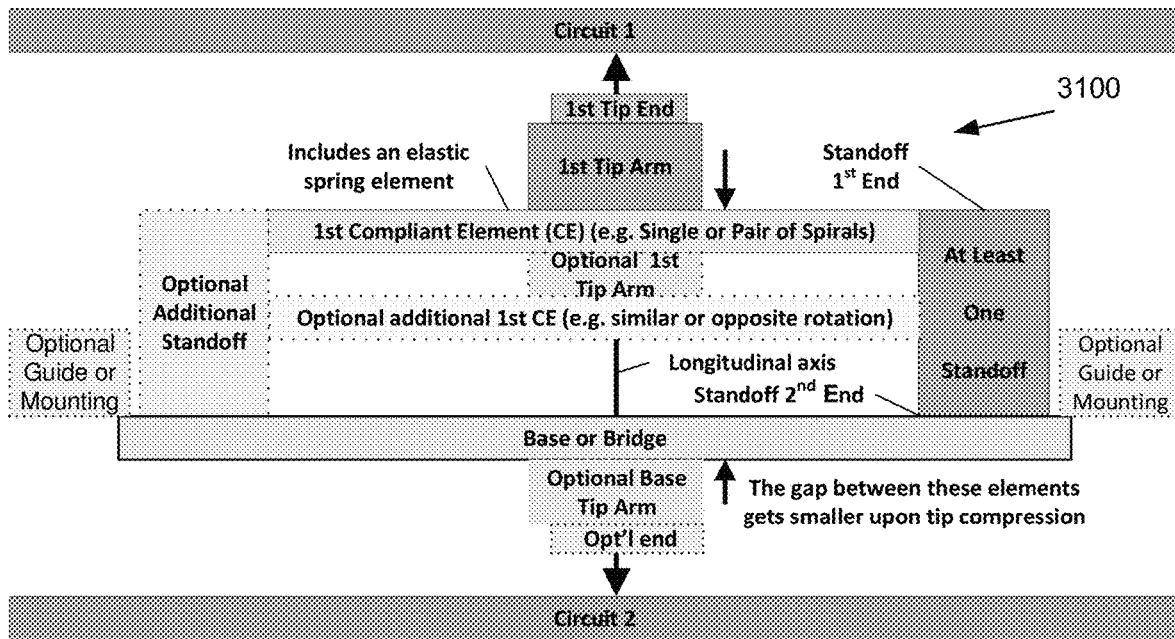 Circuit 1
3100
1st Tip End
1st Tip Arm
Includes an elastic
spring element
Standoff
1st End
1st Compliant Element (CE) (e.g. Single or Pair of Spirals)
Optional 1st
Tip Arm
Optional additional 1st CE (e.g. similar or opposite rotation)
Optional
Additional
Standoff
At Least
One
Standoff
Optional
Guide or
Mounting
Optional
Guide or
Mounting
Longitudinal axis
Standoff 2nd End
Base or Bridge
Optional Base
Tip Arm
Opt'l end
The gap between these elements
gets smaller upon tip compression
Circuit 2